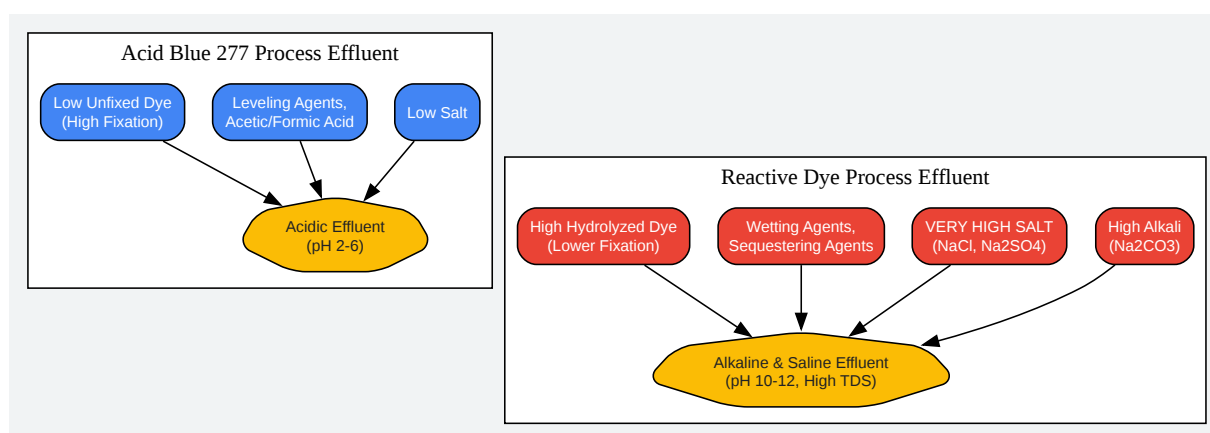 Acid Blue 277 Process Effluent
Low Unfixed Dye
(High Fixation)
Leveling Agents,
Acetic/Formic Acid
Low Salt
Acidic Effluent
(pH 2-6)
Reactive Dye Process Effluent
High Hydrolyzed Dye
(Lower Fixation)
Wetting Agents,
Sequestering Agents
VERY HIGH SALT
(NaCl, Na2SO4)
High Alkali
(Na2CO3)
Alkaline & Saline Effluent
(pH 10-12, High TDS)